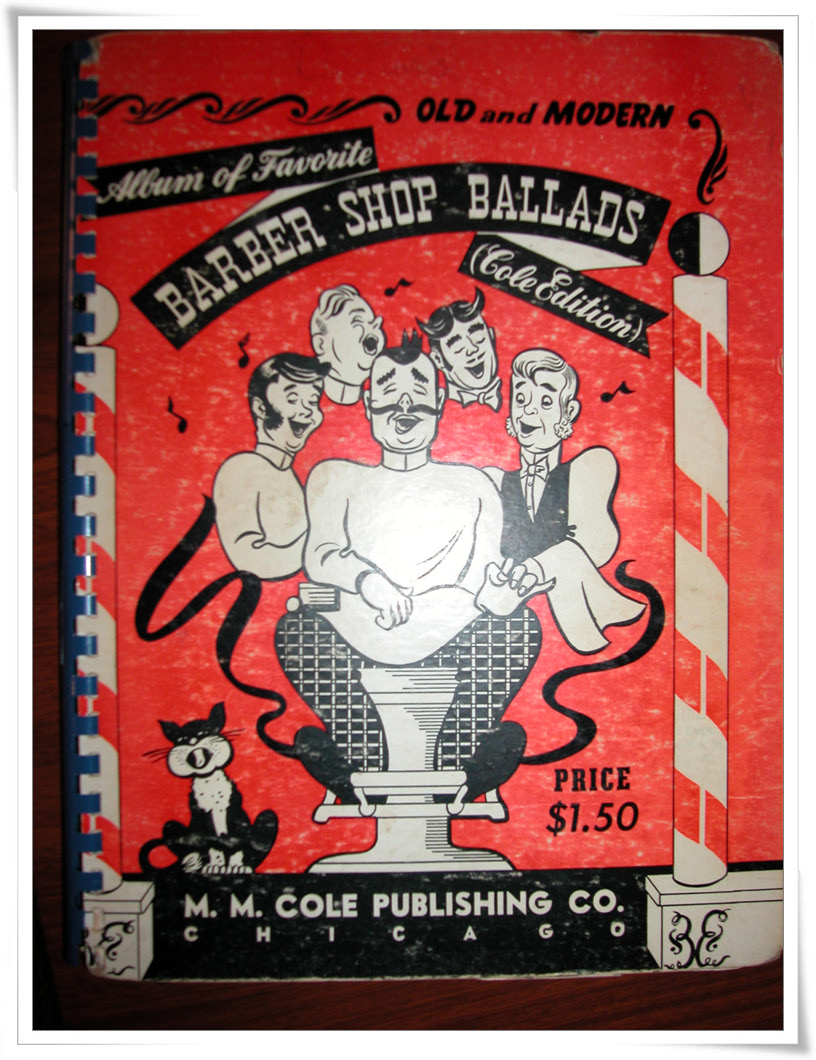 OLD and MODERN
Album of Favorite
BARBER SHOP BALLADS
(Cole Edition)
PRICE
$1.50
M. M. COLE PUBLISHING CO.
CHICAGO